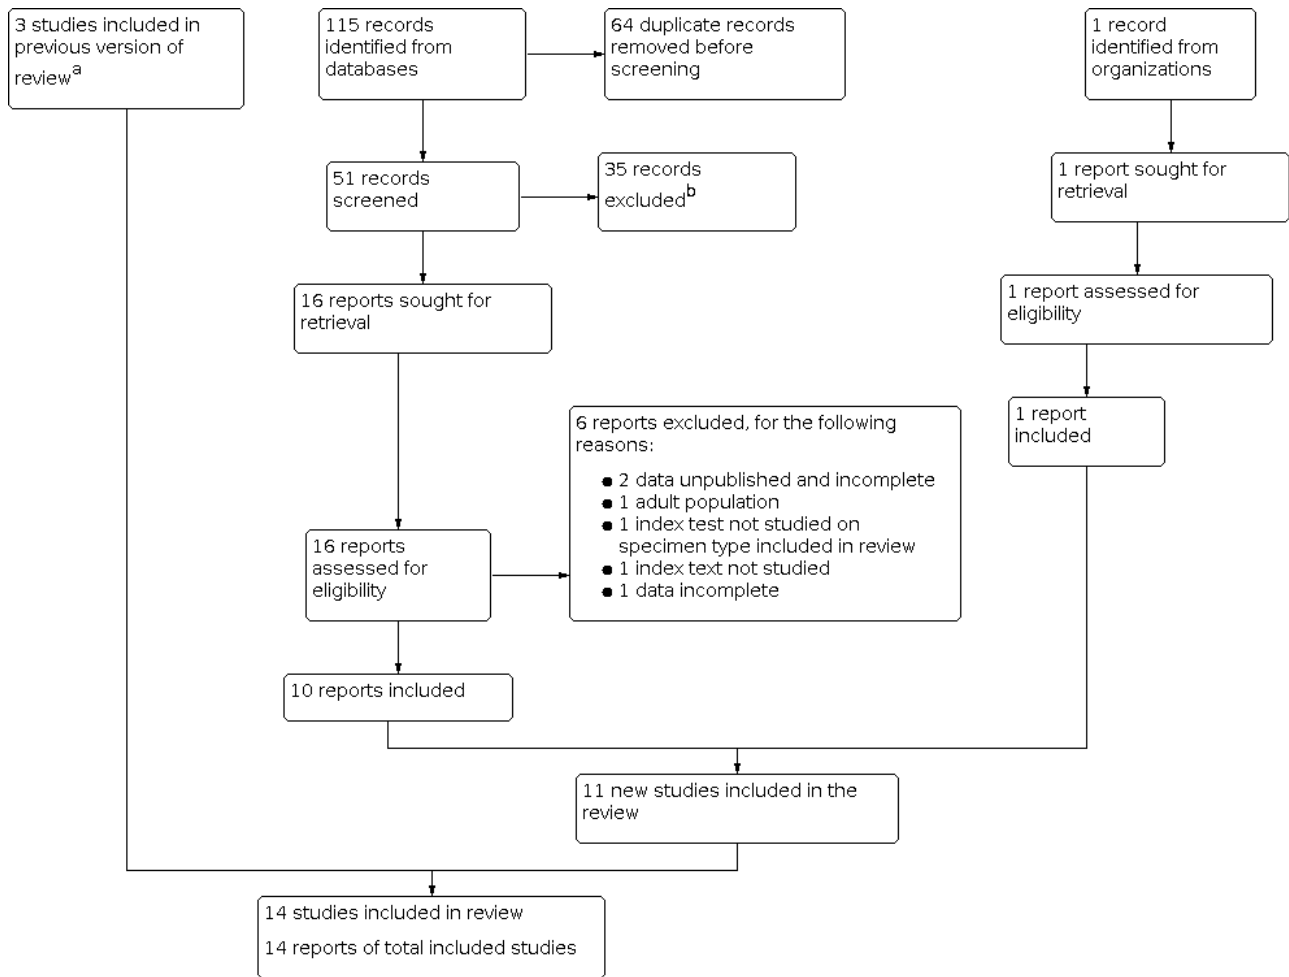 3 studies included in
previous version of
reviewa
115 records
identified from
databases
64 duplicate records
removed before
screening
1 record
identified from
organizations
51 records
screened
35 records
excludedb
1 report sought for
retrieval
16 reports sought for
retrieval
1 report assessed for
eligibility
6 reports excluded, for the following
reasons:
● 2 data unpublished and incomplete
● 1 adult population
● 1 index test not studied on
specimen type included in review
● 1 index text not studied
● 1 data incomplete
1 report
included
16 reports
assessed for
eligibility
10 reports included
11 new studies included in the
review
14 studies included in review
14 reports of total included studies